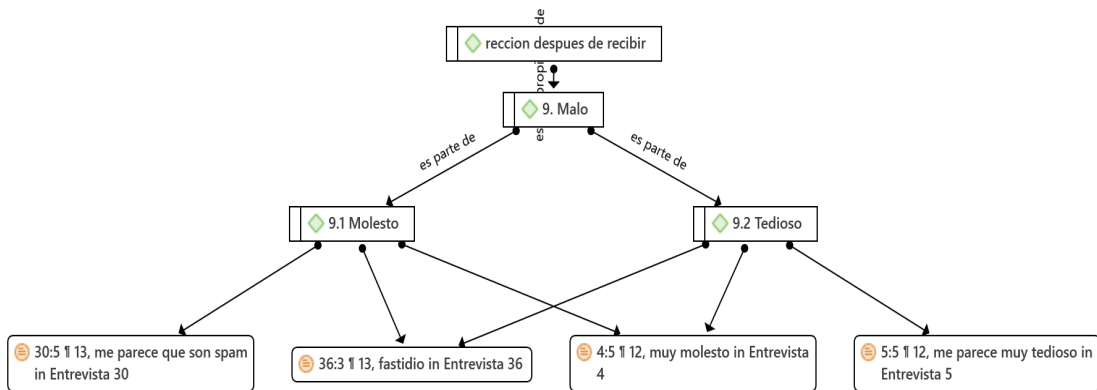 reccion despues de recibir
es propi de
9. Malo
es parte de
es parte de
9.1 Molesto
9.2 Tedioso
30:5 ¶ 13, me parece que son spam
in Entrevista 30
36:3 ¶ 13, fastidio in Entrevista 36
4:5 ¶ 12, muy molesto in Entrevista
4
5:5 ¶ 12, me parece muy tedioso in
Entrevista 5